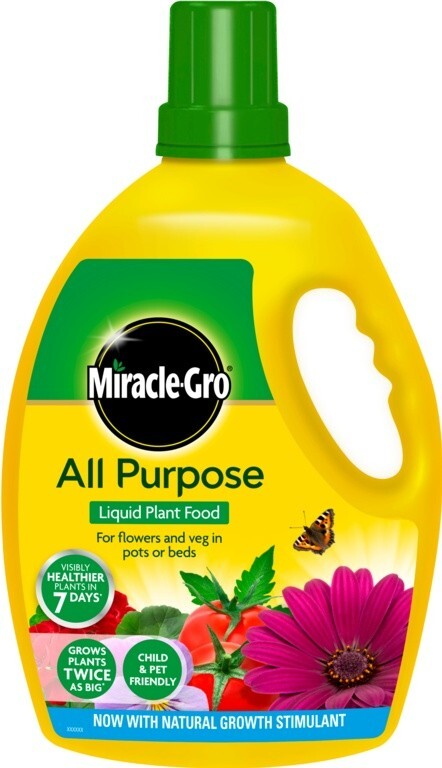 Miracle-Gro®
All Purpose
Liquid Plant Food
For flowers and veg in
pots or beds
VISIBLY
HEALTHIER
PLANTS IN
7 DAYS*
GROWS
PLANTS
TWICE
AS BIG*
CHILD
& PET
FRIENDLY
NOW WITH NATURAL GROWTH STIMULANT
XXXXXX